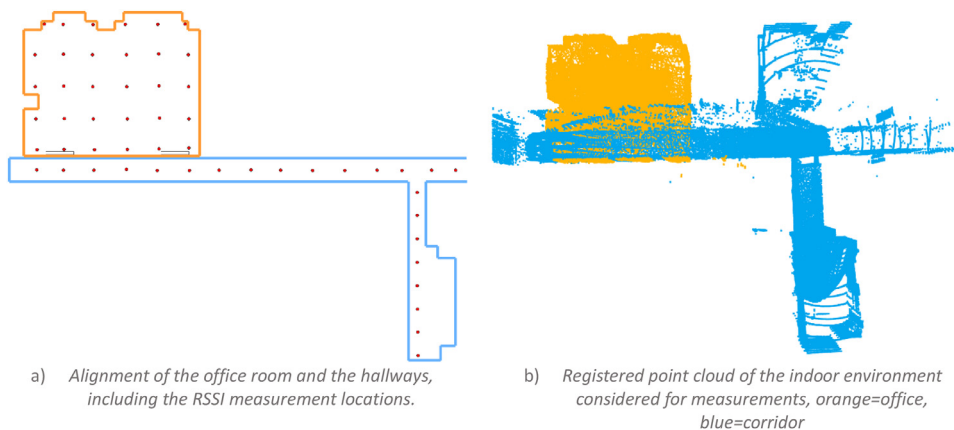 a) Alignment of the office room and the hallways,
including the RSSI measurement locations.
b) Registered point cloud of the indoor environment
considered for measurements, orange=office,
blue=corridor